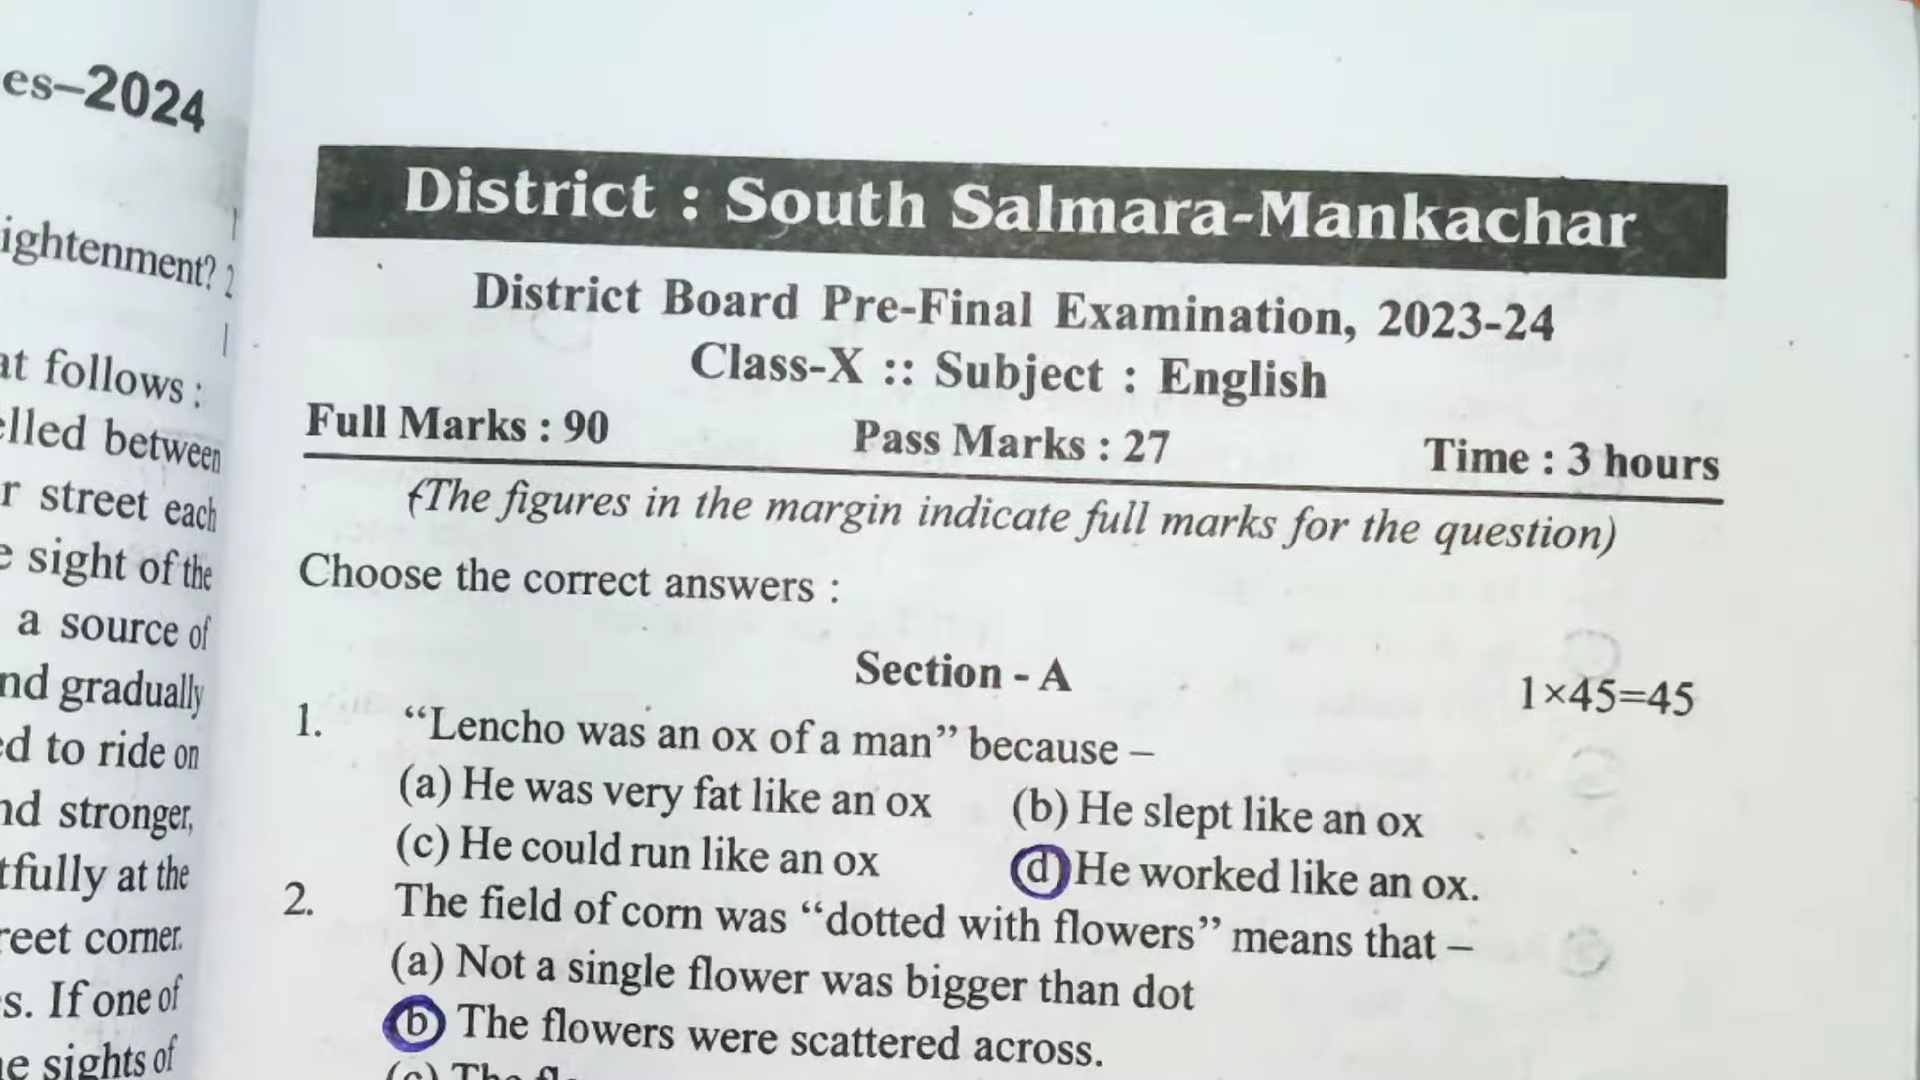 es–2024
ightenment? 2
at follows :
elled between
r street each
e sight of the
a source of
nd gradually
ed to ride on
nd stronger,
tfully at the
reet corner.
s. If one of
ne sights of
District : South Salmara-Mankachar
District Board Pre-Final Examination, 2023-24
Class-X :: Subject : English
Full Marks : 90 Pass Marks : 27 Time : 3 hours
(The figures in the margin indicate full marks for the question)
Choose the correct answers :
Section - A 1×45=45
1. “Lencho was an ox of a man” because –
(a) He was very fat like an ox (b) He slept like an ox
(c) He could run like an ox (d) He worked like an ox.
2. The field of corn was “dotted with flowers” means that –
(a) Not a single flower was bigger than dot
(b) The flowers were scattered across.
(c) The